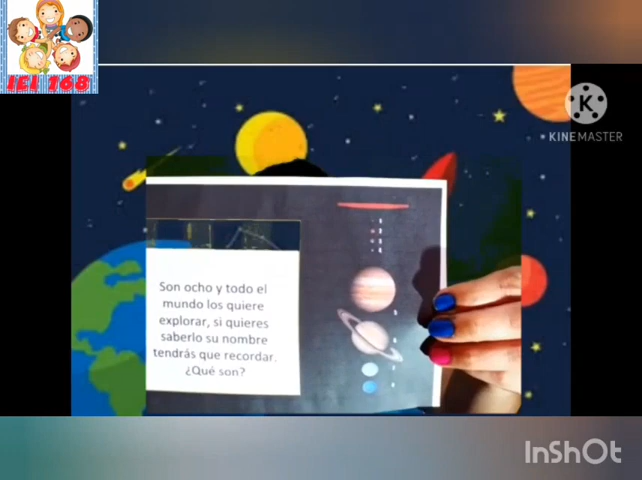 IEI 168
K
KINEMASTER
Son ocho y todo el
mundo los quiere
explorar, si quieres
saberlo su nombre
tendrás que recordar.
¿Qué son?
InShOt